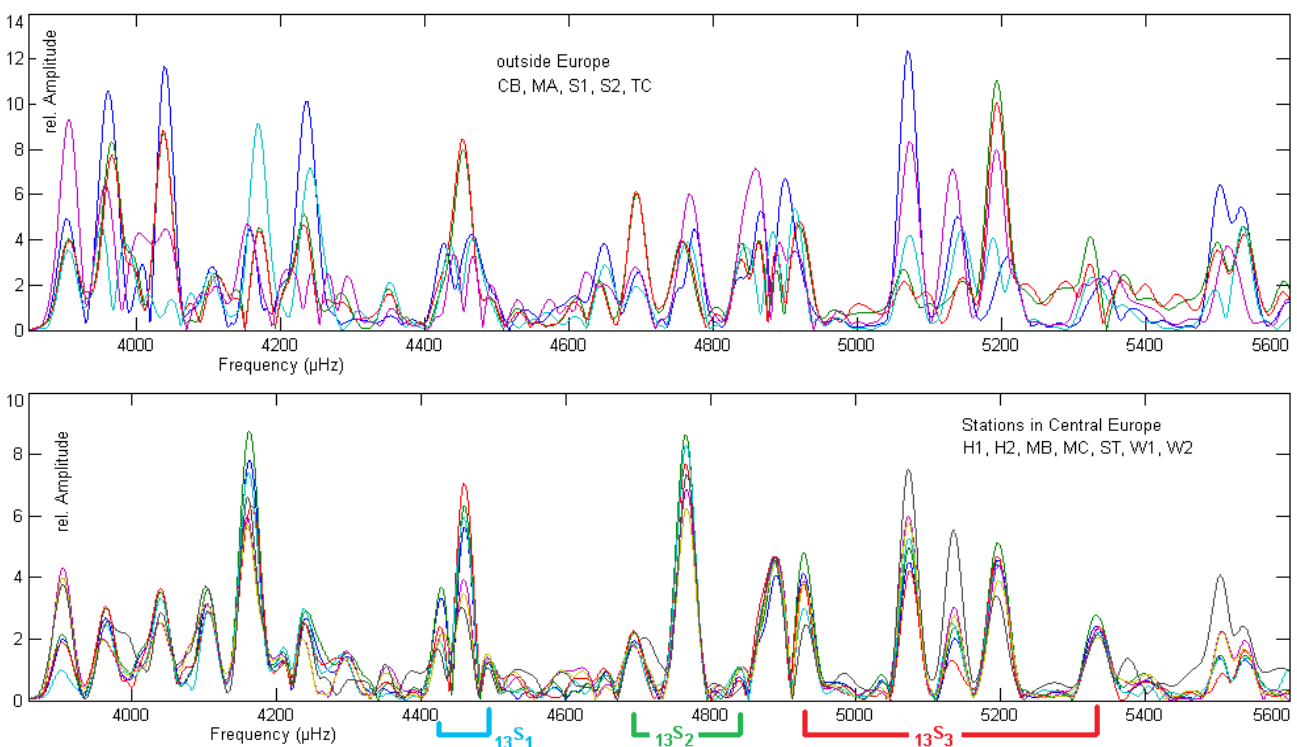 14
12
10
8
6
4
2
0
rel. Amplitude
outside Europe
CB, MA, S1, S2, TC
4000 4200 4400 4600 4800 5000 5200 5400 5600
Frequency (µHz)
10
8
6
4
2
0
rel. Amplitude
Stations in Central Europe
H1, H2, MB, MC, ST, W1, W2
4000 4200 4400 4600 4800 5000 5200 5400 5600
Frequency (µHz)
13S1 13S2 13S3